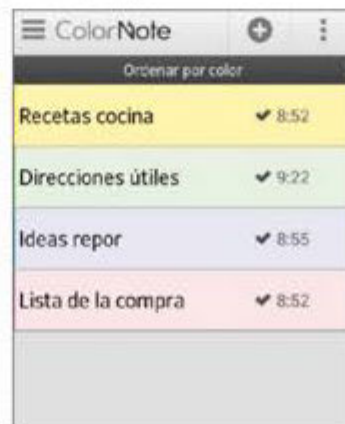 ColorNote
Ordenar por color
Recetas cocina ✔ 8:52
Direcciones útiles ✔ 9:22
Ideas repor ✔ 8:55
Lista de la compra ✔ 8:52